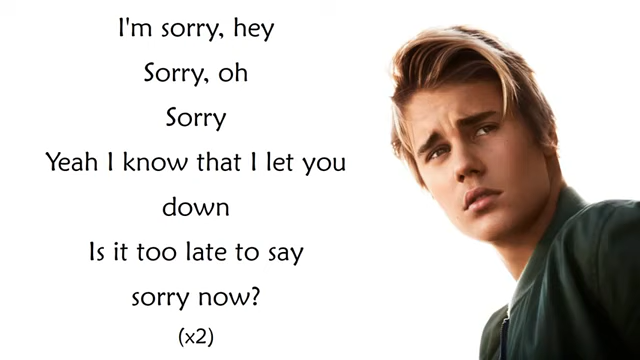 I'm sorry, hey
Sorry, oh
Sorry
Yeah I know that I let you
down
Is it too late to say
sorry now?
(x2)